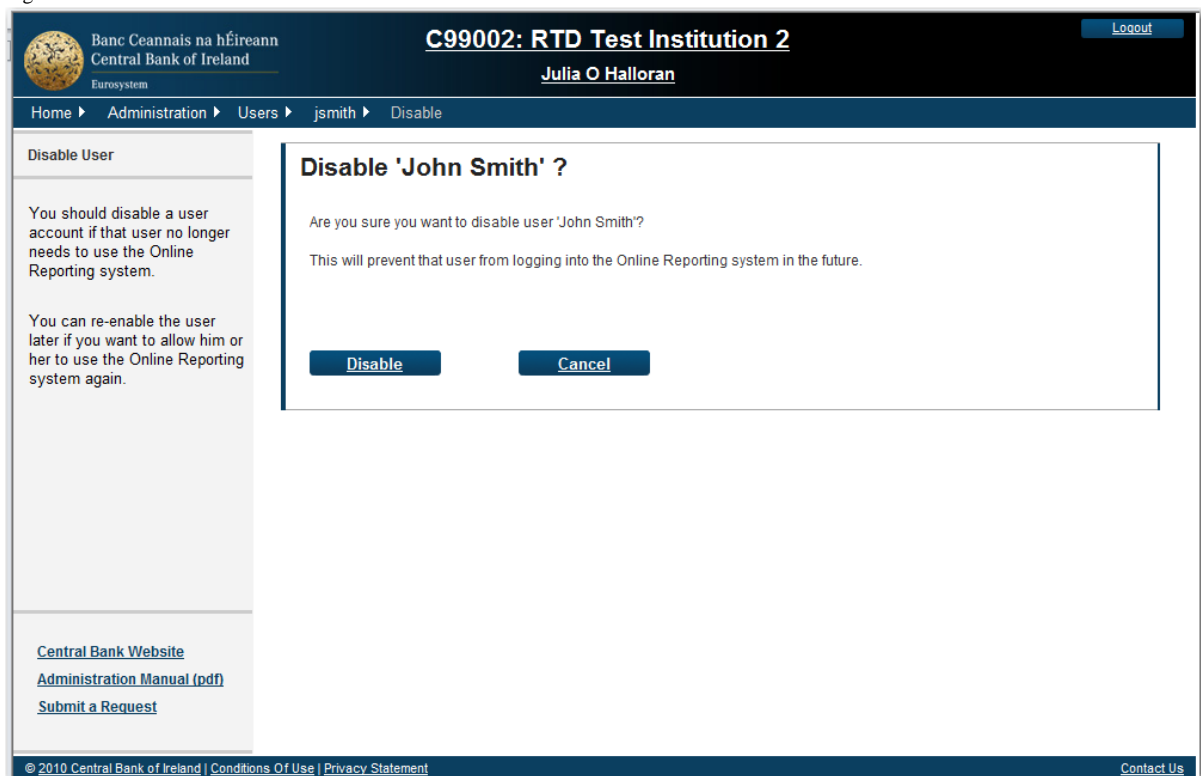 Banc Ceannais na hÉireann
Central Bank of Ireland
Eurosystem
C99002: RTD Test Institution 2
Julia O Halloran
Logout
Home Administration Users jsmith Disable
Disable User
You should disable a user
account if that user no longer
needs to use the Online
Reporting system.
You can re-enable the user
later if you want to allow him or
her to use the Online Reporting
system again.
Disable 'John Smith' ?
Are you sure you want to disable user 'John Smith'?
This will prevent that user from logging into the Online Reporting system in the future.
Disable Cancel
Central Bank Website
Administration Manual (pdf)
Submit a Request
© 2010 Central Bank of Ireland | Conditions Of Use | Privacy Statement Contact Us